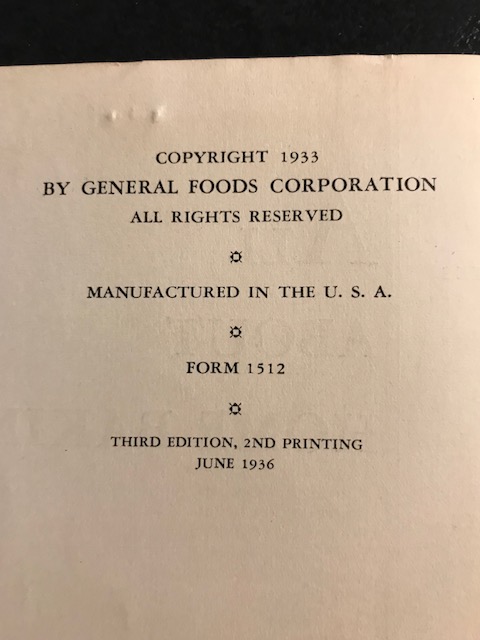 COPYRIGHT 1933
BY GENERAL FOODS CORPORATION
ALL RIGHTS RESERVED
MANUFACTURED IN THE U. S. A.
FORM 1512
THIRD EDITION, 2ND PRINTING
JUNE 1936